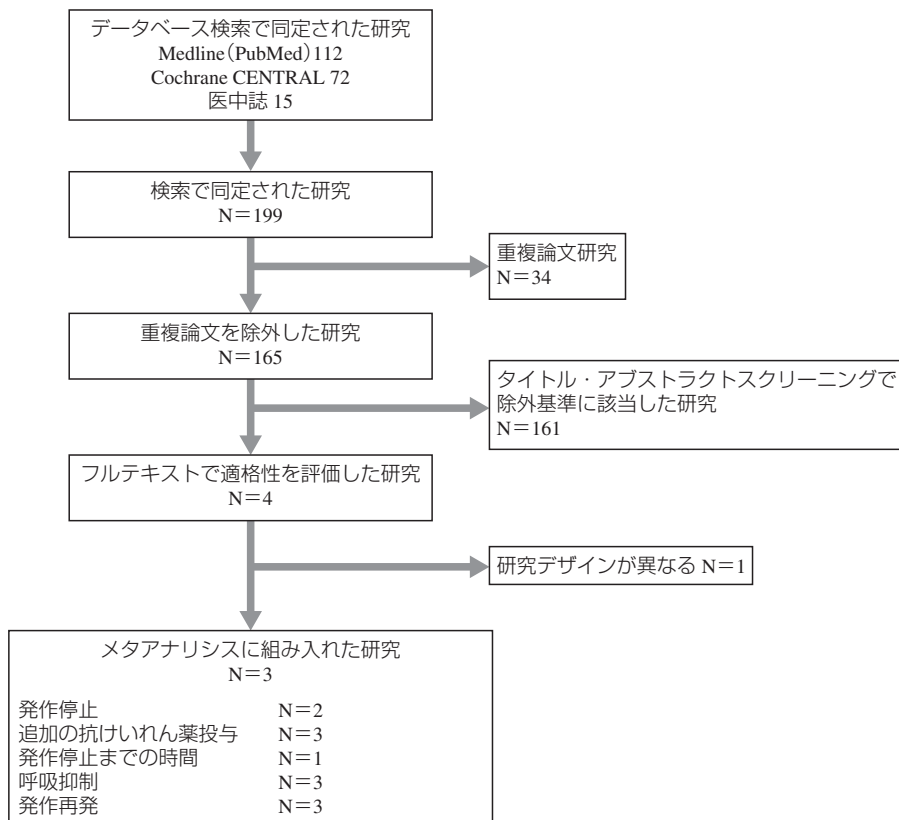 データベース検索で同定された研究
Medline(PubMed)112
Cochrane CENTRAL 72
医中誌 15
検索で同定された研究
N=199
重複論文研究
N=34
重複論文を除外した研究
N=165
タイトル・アブストラクトスクリーニングで
除外基準に該当した研究
N=161
フルテキストで適格性を評価した研究
N=4
研究デザインが異なる N=1
メタアナリシスに組み入れた研究
N=3
発作停止 N=2
追加の抗けいれん薬投与 N=3
発作停止までの時間 N=1
呼吸抑制 N=3
発作再発 N=3